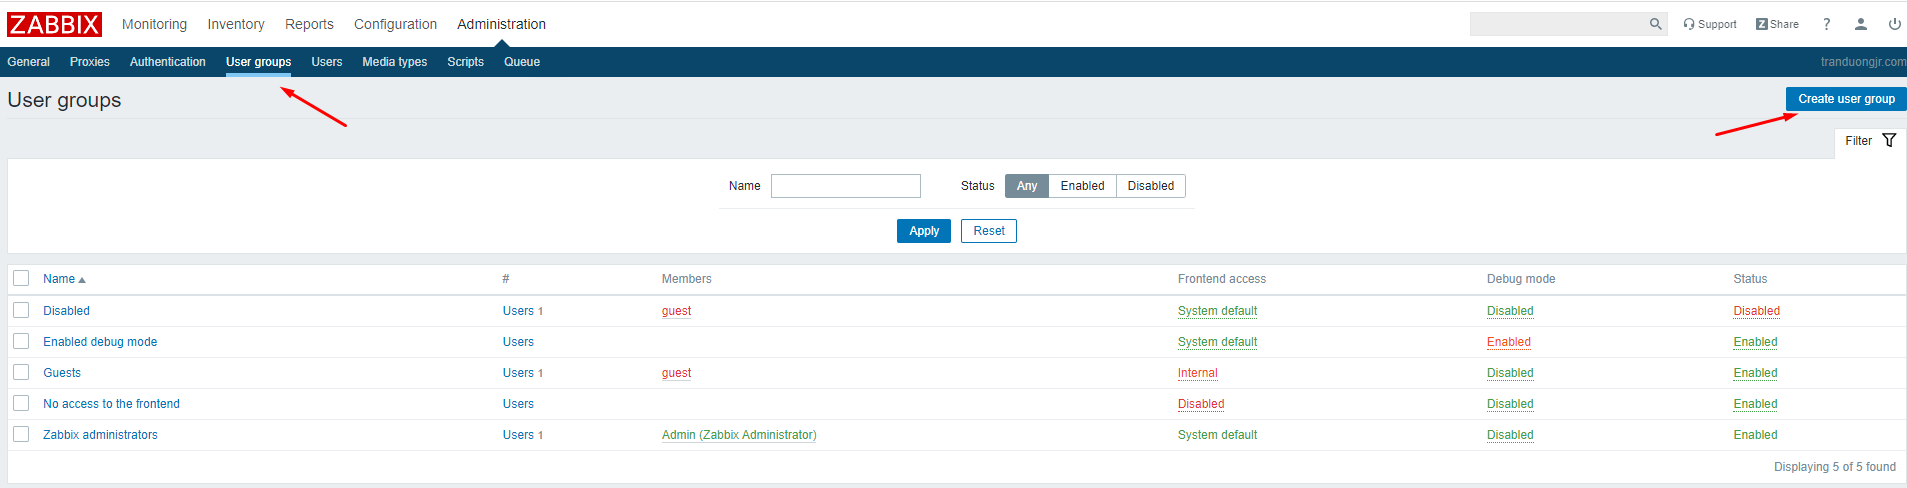 ZABBIX Monitoring Inventory Reports Configuration Administration Support Z Share ?
General Proxies Authentication User groups Users Media types Scripts Queue tranduongjr.com
User groups Create user group
Filter
Name Status Any Enabled Disabled
Apply Reset
Name # Members Frontend access Debug mode Status
Disabled Users 1 guest System default Disabled Disabled
Enabled debug mode Users System default Enabled Enabled
Guests Users 1 guest Internal Disabled Enabled
No access to the frontend Users Disabled Disabled Enabled
Zabbix administrators Users 1 Admin (Zabbix Administrator) System default Disabled Enabled
Displaying 5 of 5 found